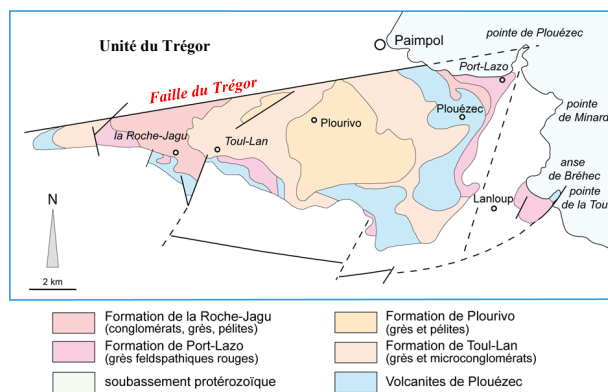 Unité du Trégor
Paimpol
pointe de Plouézec
Port-Lazo
Faille du Trégor
Plouézec
pointe
de Minard
Plourivo
la Roche-Jagu
Toul-Lan
anse
de Bréhec
pointe
de la Tour
Lanloup
N
2 km
Formation de la Roche-Jagu
(conglomérats, grès, pélites)
Formation de Port-Lazo
(grès feldspathiques rouges)
soubassement protérozoïque
Formation de Plourivo
(grès et pélites)
Formation de Toul-Lan
(grès et microconglomérats)
Volcanites de Plouézec